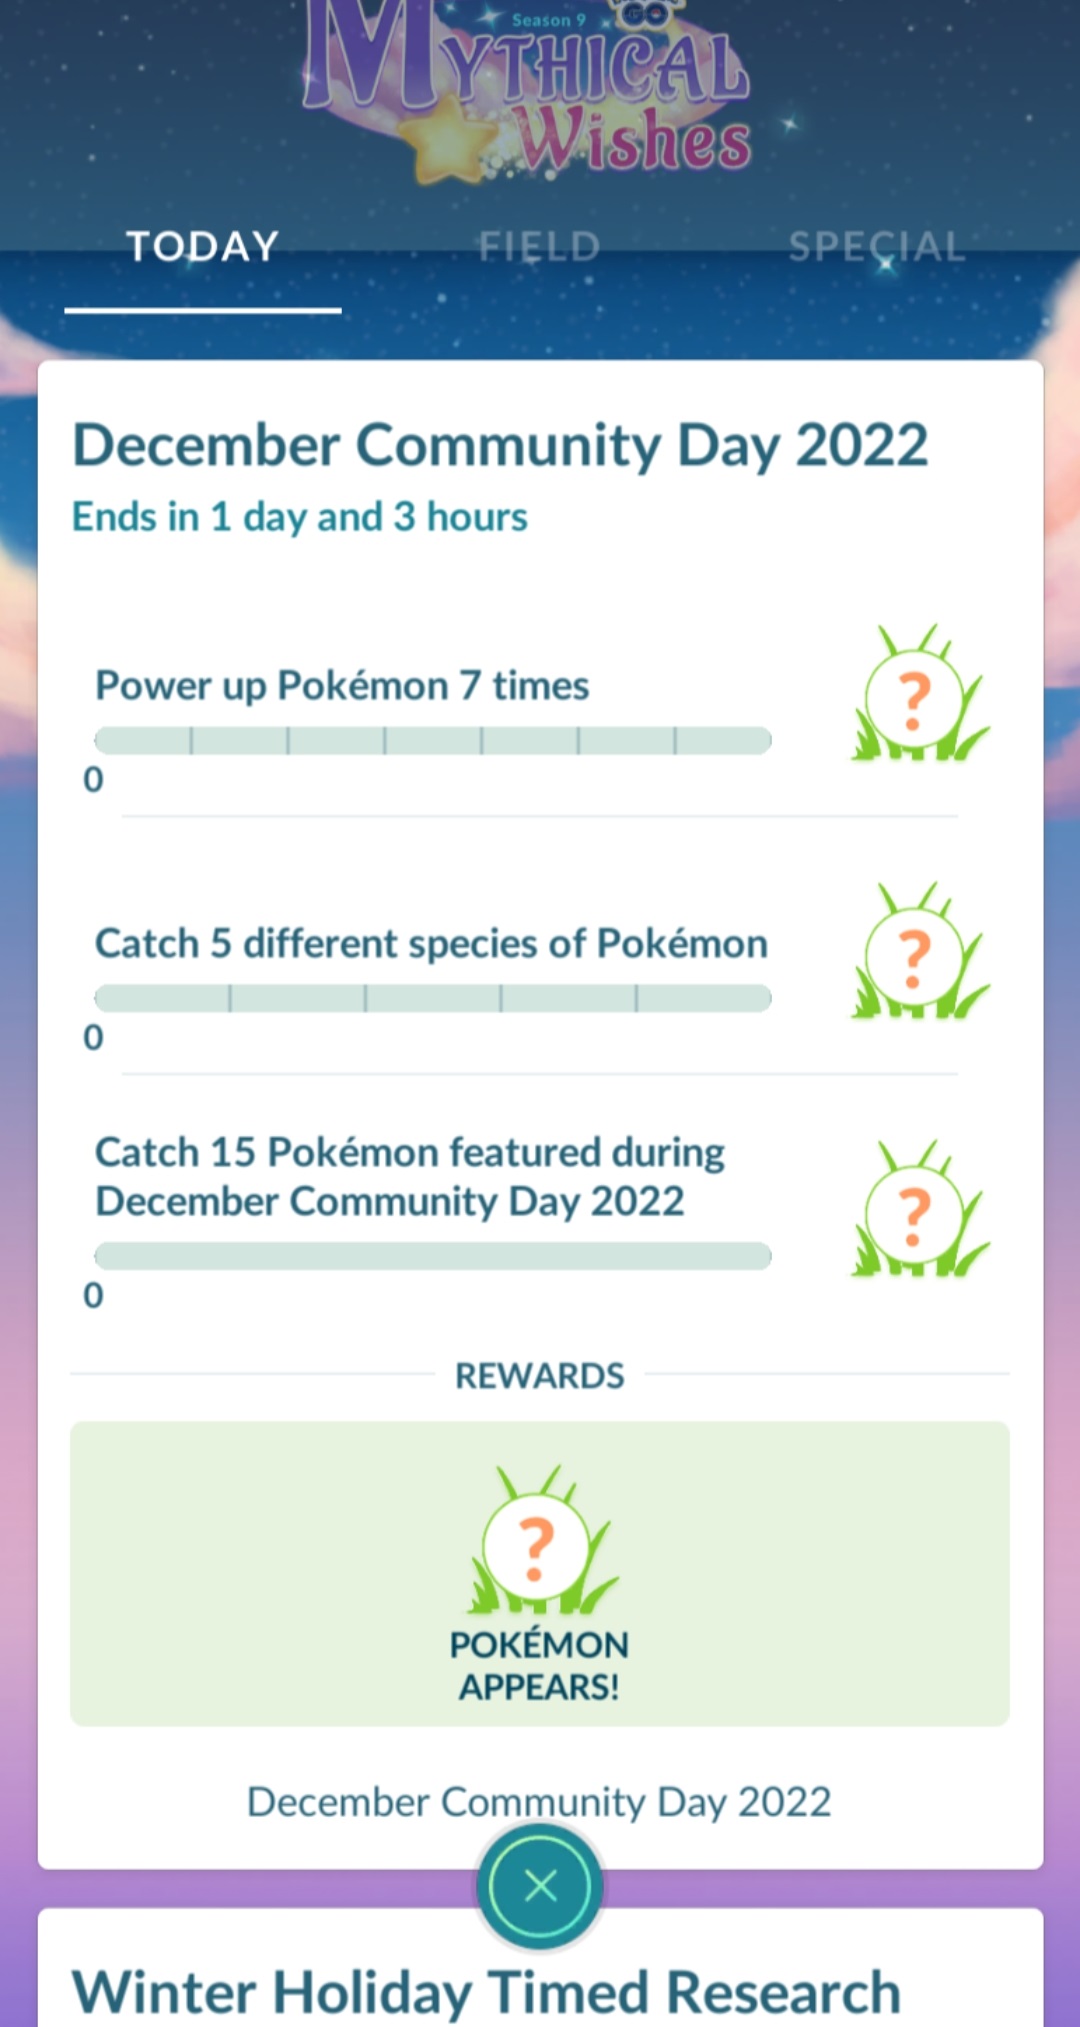 Season 9
GO
MYTHICAL
Wishes
TODAY FIELD SPECIAL
December Community Day 2022
Ends in 1 day and 3 hours
Power up Pokémon 7 times
?
0
Catch 5 different species of Pokémon
?
0
Catch 15 Pokémon featured during
December Community Day 2022
?
0
REWARDS
?
POKÉMON
APPEARS!
December Community Day 2022
Winter Holiday Timed Research